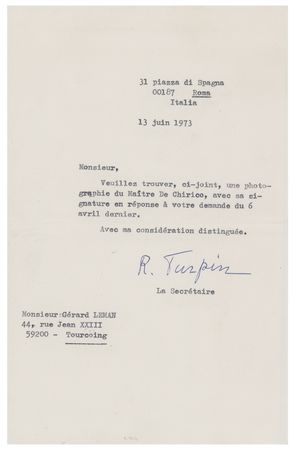 31 piazza di Spagna
00187 Roma
Italia
13 juin 1973
Monsieur,
Veuillez trouver, ci-joint, une photo-
graphie du Maître De Chirico, avec sa si-
gnature en réponse à votre demande du 6
avril dernier.
Avec ma considération distinguée.
R. Turpin
La Secrétaire
Monsieur Gérard LEMAN
44, rue Jean XXIII
59200 - Tourcoing